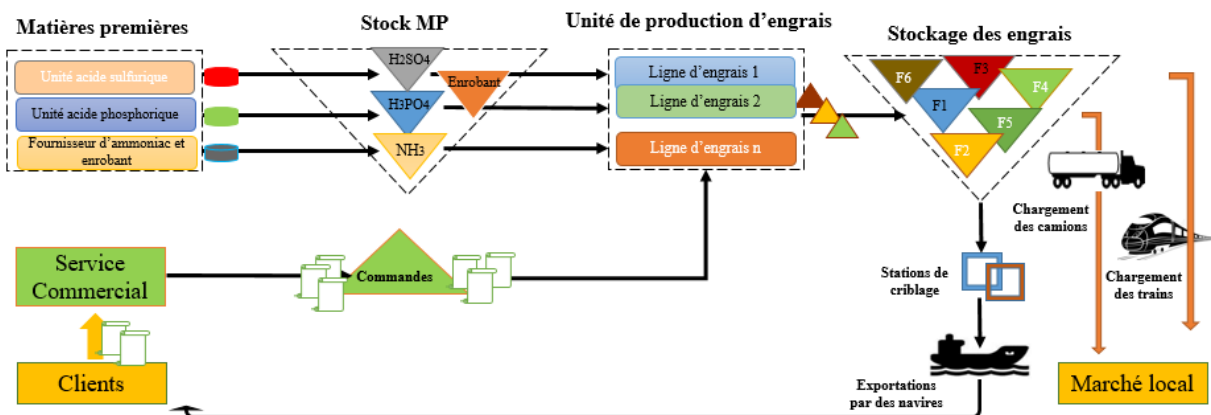 Matières premières
Stock MP
Unité de production d'engrais
Stockage des engrais
Unité acide sulfurique
Unité acide phosphorique
Fournisseur d'ammoniac et
enrobant
H2SO4
Enrobant
H3PO4
NH3
Ligne d'engrais 1
Ligne d'engrais 2
Ligne d'engrais n
F6
F3
F4
F1
F5
F2
Chargement
des camions
Chargement
des trains
Service
Commercial
Commandes
Stations de
criblage
Clients
Exportations
par des navires
Marché local